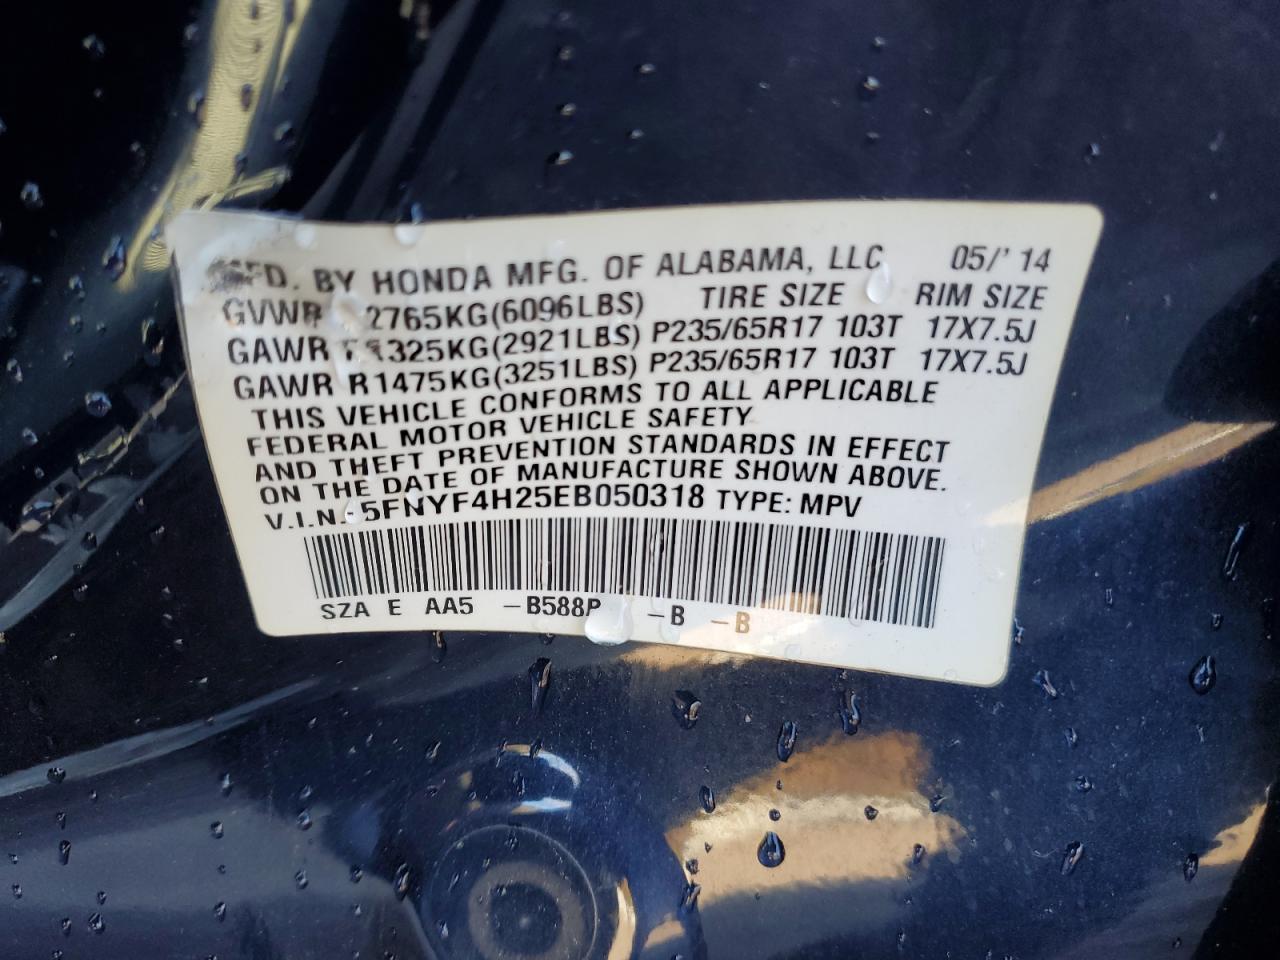 MFD. BY HONDA MFG. OF ALABAMA, LLC 05/' 14
GVWR 2765KG(6096LBS) TIRE SIZE RIM SIZE
GAWR F1325KG(2921LBS) P235/65R17 103T 17X7.5J
GAWR R1475KG(3251LBS) P235/65R17 103T 17X7.5J
THIS VEHICLE CONFORMS TO ALL APPLICABLE
FEDERAL MOTOR VEHICLE SAFETY
AND THEFT PREVENTION STANDARDS IN EFFECT
ON THE DATE OF MANUFACTURE SHOWN ABOVE.
V.I.N.: 5FNYF4H25EB050318 TYPE: MPV
SZA E AA5 -B588P -B -B